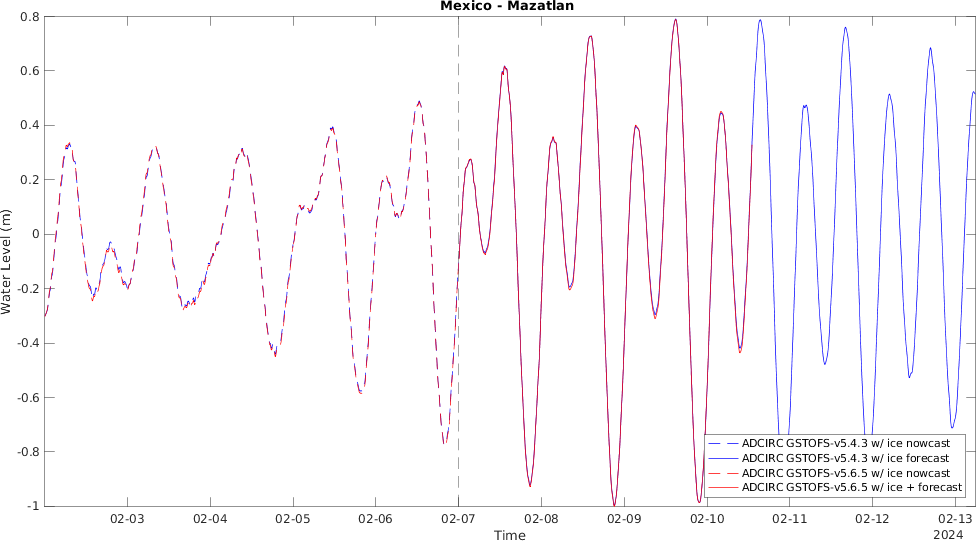 Mexico - Mazatlan
0.8
0.6
0.4
0.2
0
-0.2
-0.4
-0.6
-0.8
-1
Water Level (m)
ADCIRC GSTOFS-v5.4.3 w/ ice nowcast
ADCIRC GSTOFS-v5.4.3 w/ ice forecast
ADCIRC GSTOFS-v5.6.5 w/ ice nowcast
ADCIRC GSTOFS-v5.6.5 w/ ice + forecast
02-03 02-04 02-05 02-06 02-07 02-08 02-09 02-10 02-11 02-12 02-13
Time
2024